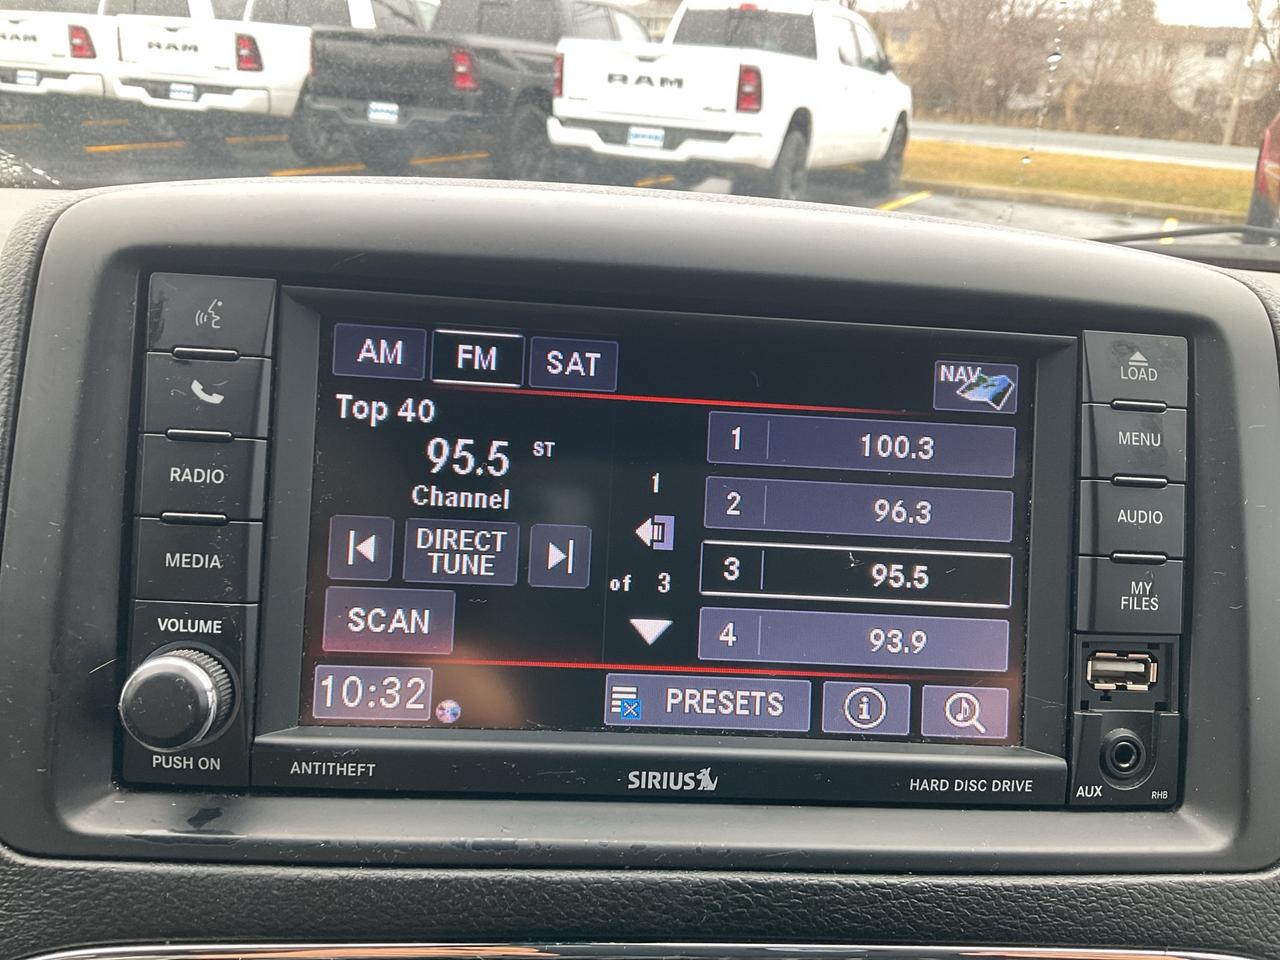 RAM
RAM
RAM
AM
FM
SAT
NAV
Top 40
95.5 ST
Channel
DIRECT
TUNE
SCAN
10:32
1
of 3
1 100.3
2 96.3
3 95.5
4 93.9
PRESETS
i
RADIO
MEDIA
VOLUME
PUSH ON
LOAD
MENU
AUDIO
MY
FILES
AUX
RHB
ANTITHEFT
SIRIUS
HARD DISC DRIVE